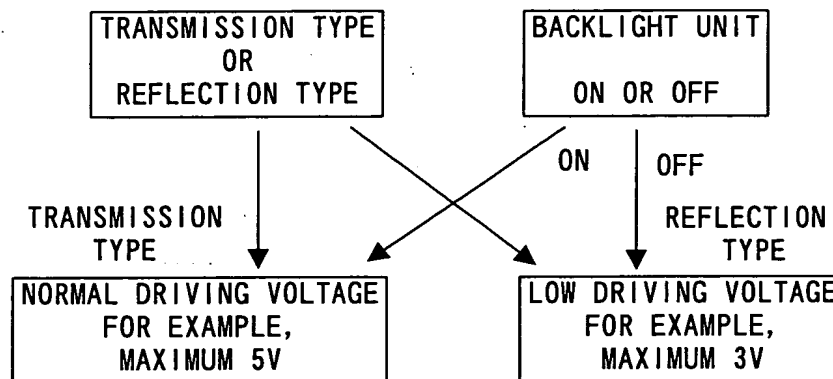 TRANSMISSION TYPE
OR
REFLECTION TYPE
BACKLIGHT UNIT
ON OR OFF
ON
OFF
TRANSMISSION
TYPE
REFLECTION
TYPE
NORMAL DRIVING VOLTAGE
FOR EXAMPLE,
MAXIMUM 5V
LOW DRIVING VOLTAGE
FOR EXAMPLE,
MAXIMUM 3V